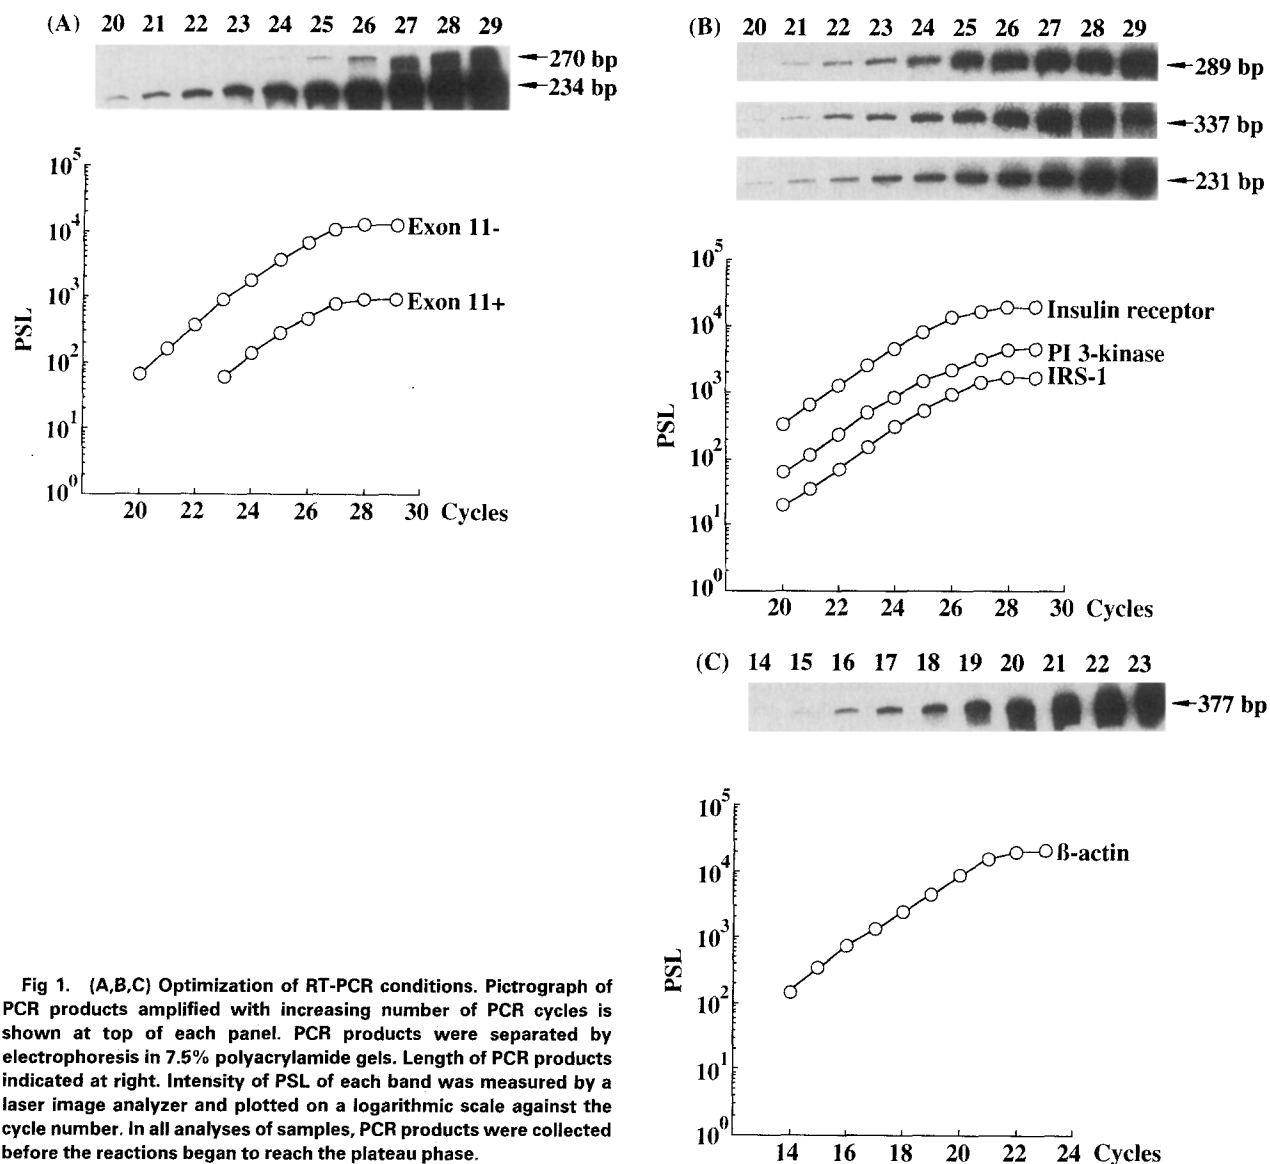 (A) 20 21 22 23 24 25 26 27 28 29
270 bp
234 bp
10^5
10^4
10^3
10^2
10^1
10^0
PSL
Exon 11-
Exon 11+
20 22 24 26 28 30 Cycles
(B) 20 21 22 23 24 25 26 27 28 29
289 bp
337 bp
231 bp
10^5
10^4
10^3
10^2
10^1
10^0
PSL
Insulin receptor
PI 3-kinase
IRS-1
20 22 24 26 28 30 Cycles
(C) 14 15 16 17 18 19 20 21 22 23
377 bp
10^5
10^4
10^3
10^2
10^1
10^0
PSL
ß-actin
14 16 18 20 22 24 Cycles
Fig 1. (A,B,C) Optimization of RT-PCR conditions. Pictrograph of
PCR products amplified with increasing number of PCR cycles is
shown at top of each panel. PCR products were separated by
electrophoresis in 7.5% polyacrylamide gels. Length of PCR products
indicated at right. Intensity of PSL of each band was measured by a
laser image analyzer and plotted on a logarithmic scale against the
cycle number. In all analyses of samples, PCR products were collected
before the reactions began to reach the plateau phase.